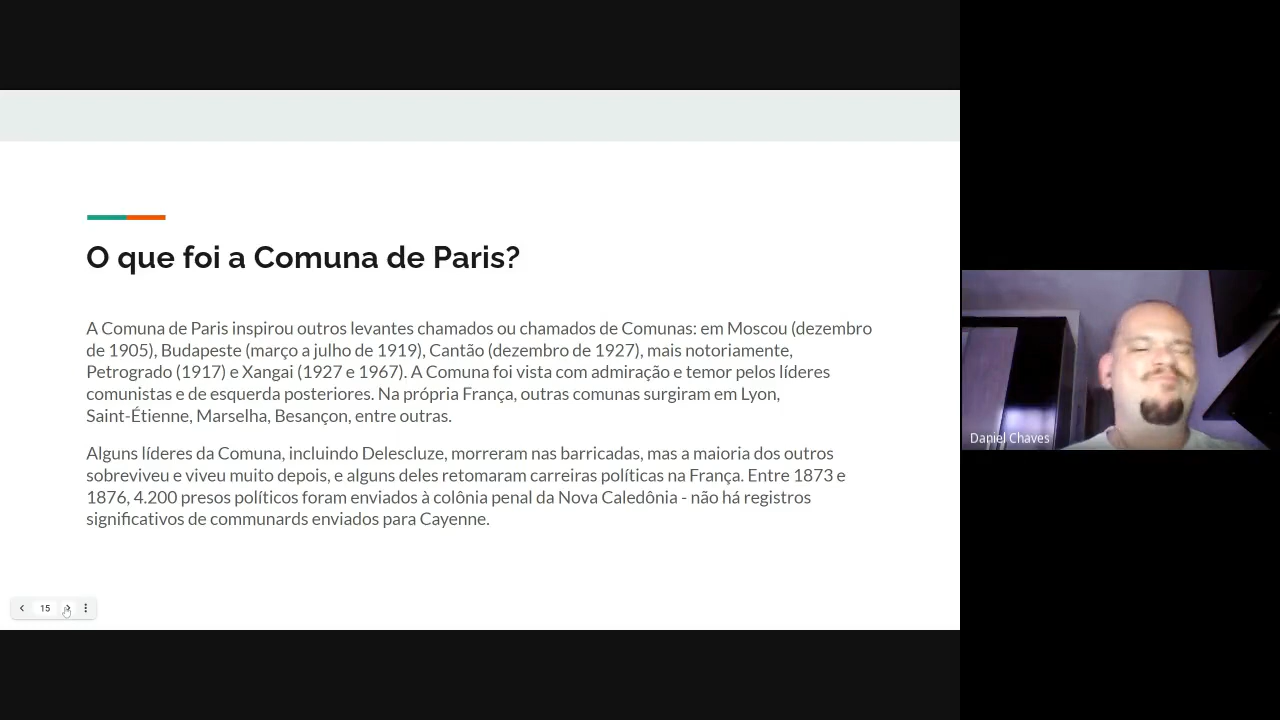 O que foi a Comuna de Paris?
A Comuna de Paris inspirou outros levantes chamados ou chamados de Comunas: em Moscou (dezembro
de 1905), Budapeste (março a julho de 1919), Cantão (dezembro de 1927), mais notoriamente,
Petrogrado (1917) e Xangai (1927 e 1967). A Comuna foi vista com admiração e temor pelos líderes
comunistas e de esquerda posteriores. Na própria França, outras comunas surgiram em Lyon,
Saint-Étienne, Marselha, Besançon, entre outras.
Alguns líderes da Comuna, incluindo Delescluze, morreram nas barricadas, mas a maioria dos outros
sobreviveu e viveu muito depois, e alguns deles retomaram carreiras políticas na França. Entre 1873 e
1876, 4.200 presos políticos foram enviados à colônia penal da Nova Caledônia - não há registros
significativos de communards enviados para Cayenne.
15
Daniel Chaves